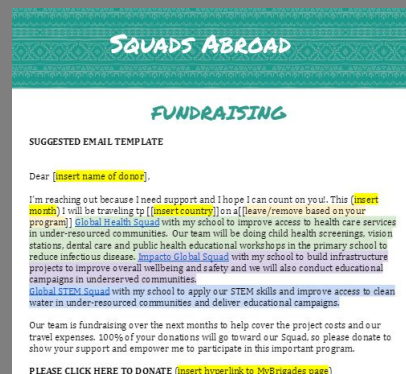 SQUADS ABROAD
FUNDRAISING
SUGGESTED EMAIL TEMPLATE
Dear [insert name of donor],
I'm reaching out because I need support and I hope I can count on you!. This (insert
month) I will be traveling tp [[insert country]] on a[[leave/remove based on your
program]] Global Health Squad with my school to improve access to health care services
in under-resourced communities. Our team will be doing child health screenings, vision
stations, dental care and public health educational workshops in the primary school to
reduce infectious disease. Impacto Global Squad with my school to build infrastructure
projects to improve overall wellbeing and safety and we will also conduct educational
campaigns in underserved communities.
Global STEM Squad with my school to apply our STEM skills and improve access to clean
water in under-resourced communities and deliver educational campaigns.
Our team is fundraising over the next months to help cover the project costs and our
travel expenses. 100% of your donations will go toward our Squad, so please donate to
show your support and empower me to participate in this important program.
PLEASE CLICK HERE TO DONATE (insert hyperlink to MyBrigades page)